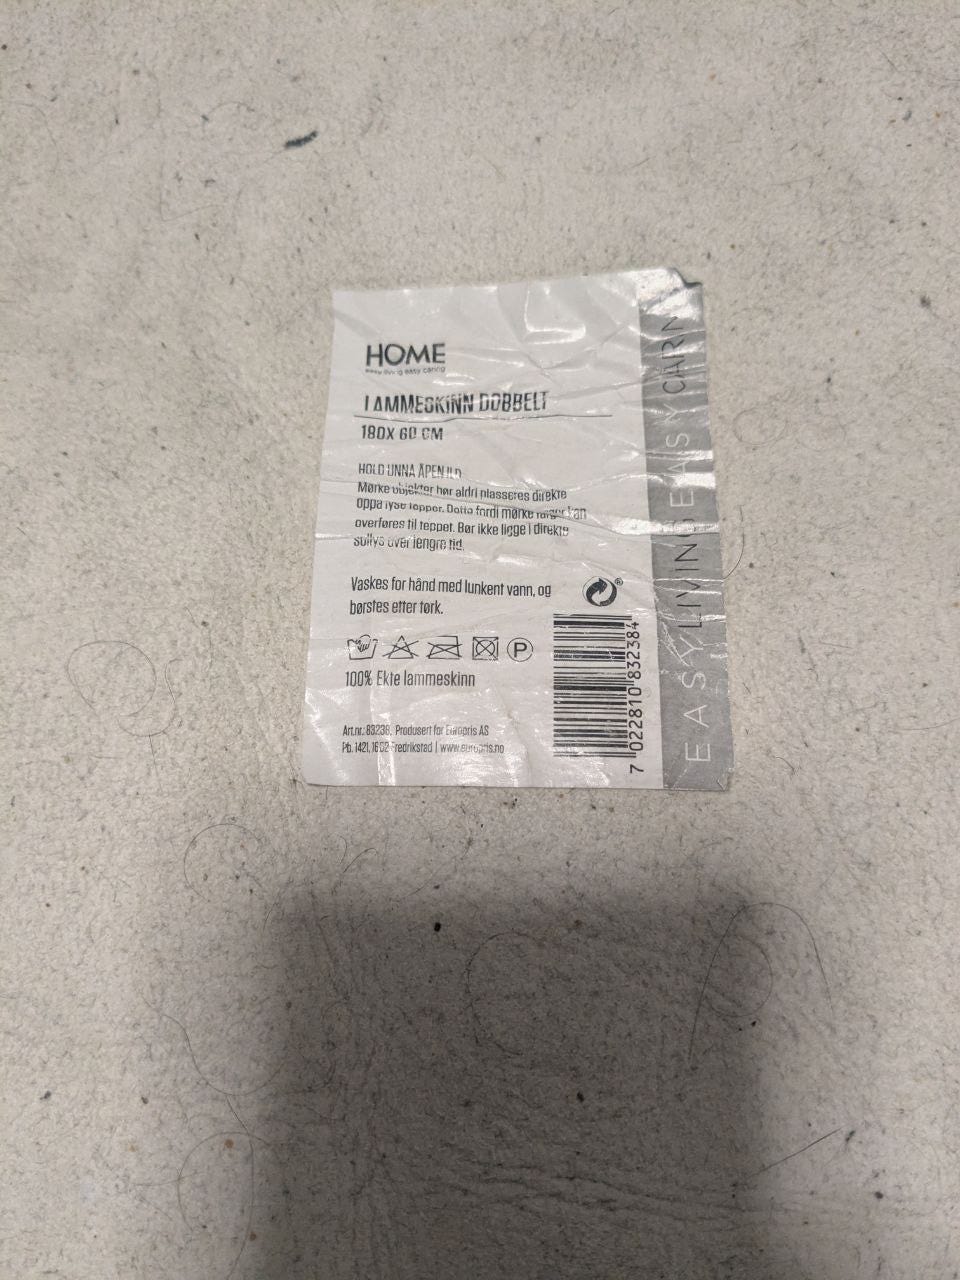 HOME
easy living easy caring
LAMMESKINN DOBBELT
180X 60 CM
HOLD UNNA ÅPEN ILD
Mørke objekter bør aldri plasseres direkte
oppå lyse tepper. Dette fordi mørke farger kan
overføres til teppet. Bør ikke ligge i direkte
sollys over lengre tid.
Vaskes for hånd med lunkent vann, og
børstes etter tørk.
P
100% Ekte lammeskinn
Art.nr.: 83238, Produsert for Europris AS
Pb. 1421, 1602 Fredrikstad | www.europris.no
7 022810 832384
EASY LIVING EASY CARIN